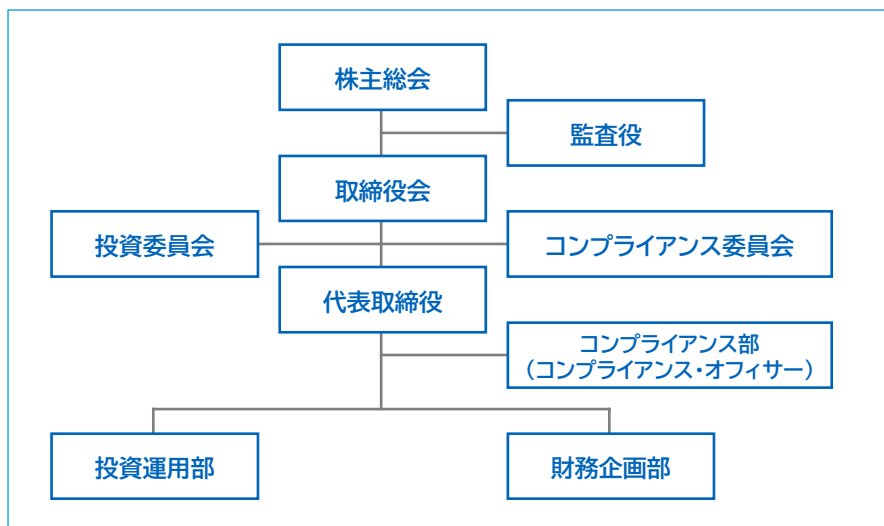 株主総会
監査役
取締役会
投資委員会
コンプライアンス委員会
代表取締役
コンプライアンス部
（コンプライアンス・オフィサー）
投資運用部
財務企画部